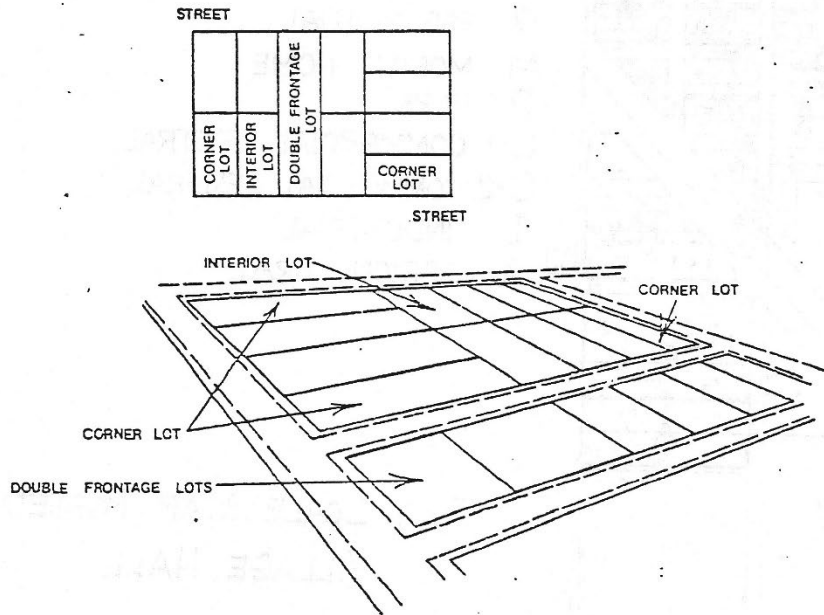 STREET
CORNER
LOT
INTERIOR
LOT
DOUBLE FRONTAGE
LOT
CORNER
LOT
STREET
INTERIOR LOT
CORNER LOT
CORNER LOT
DOUBLE FRONTAGE LOTS